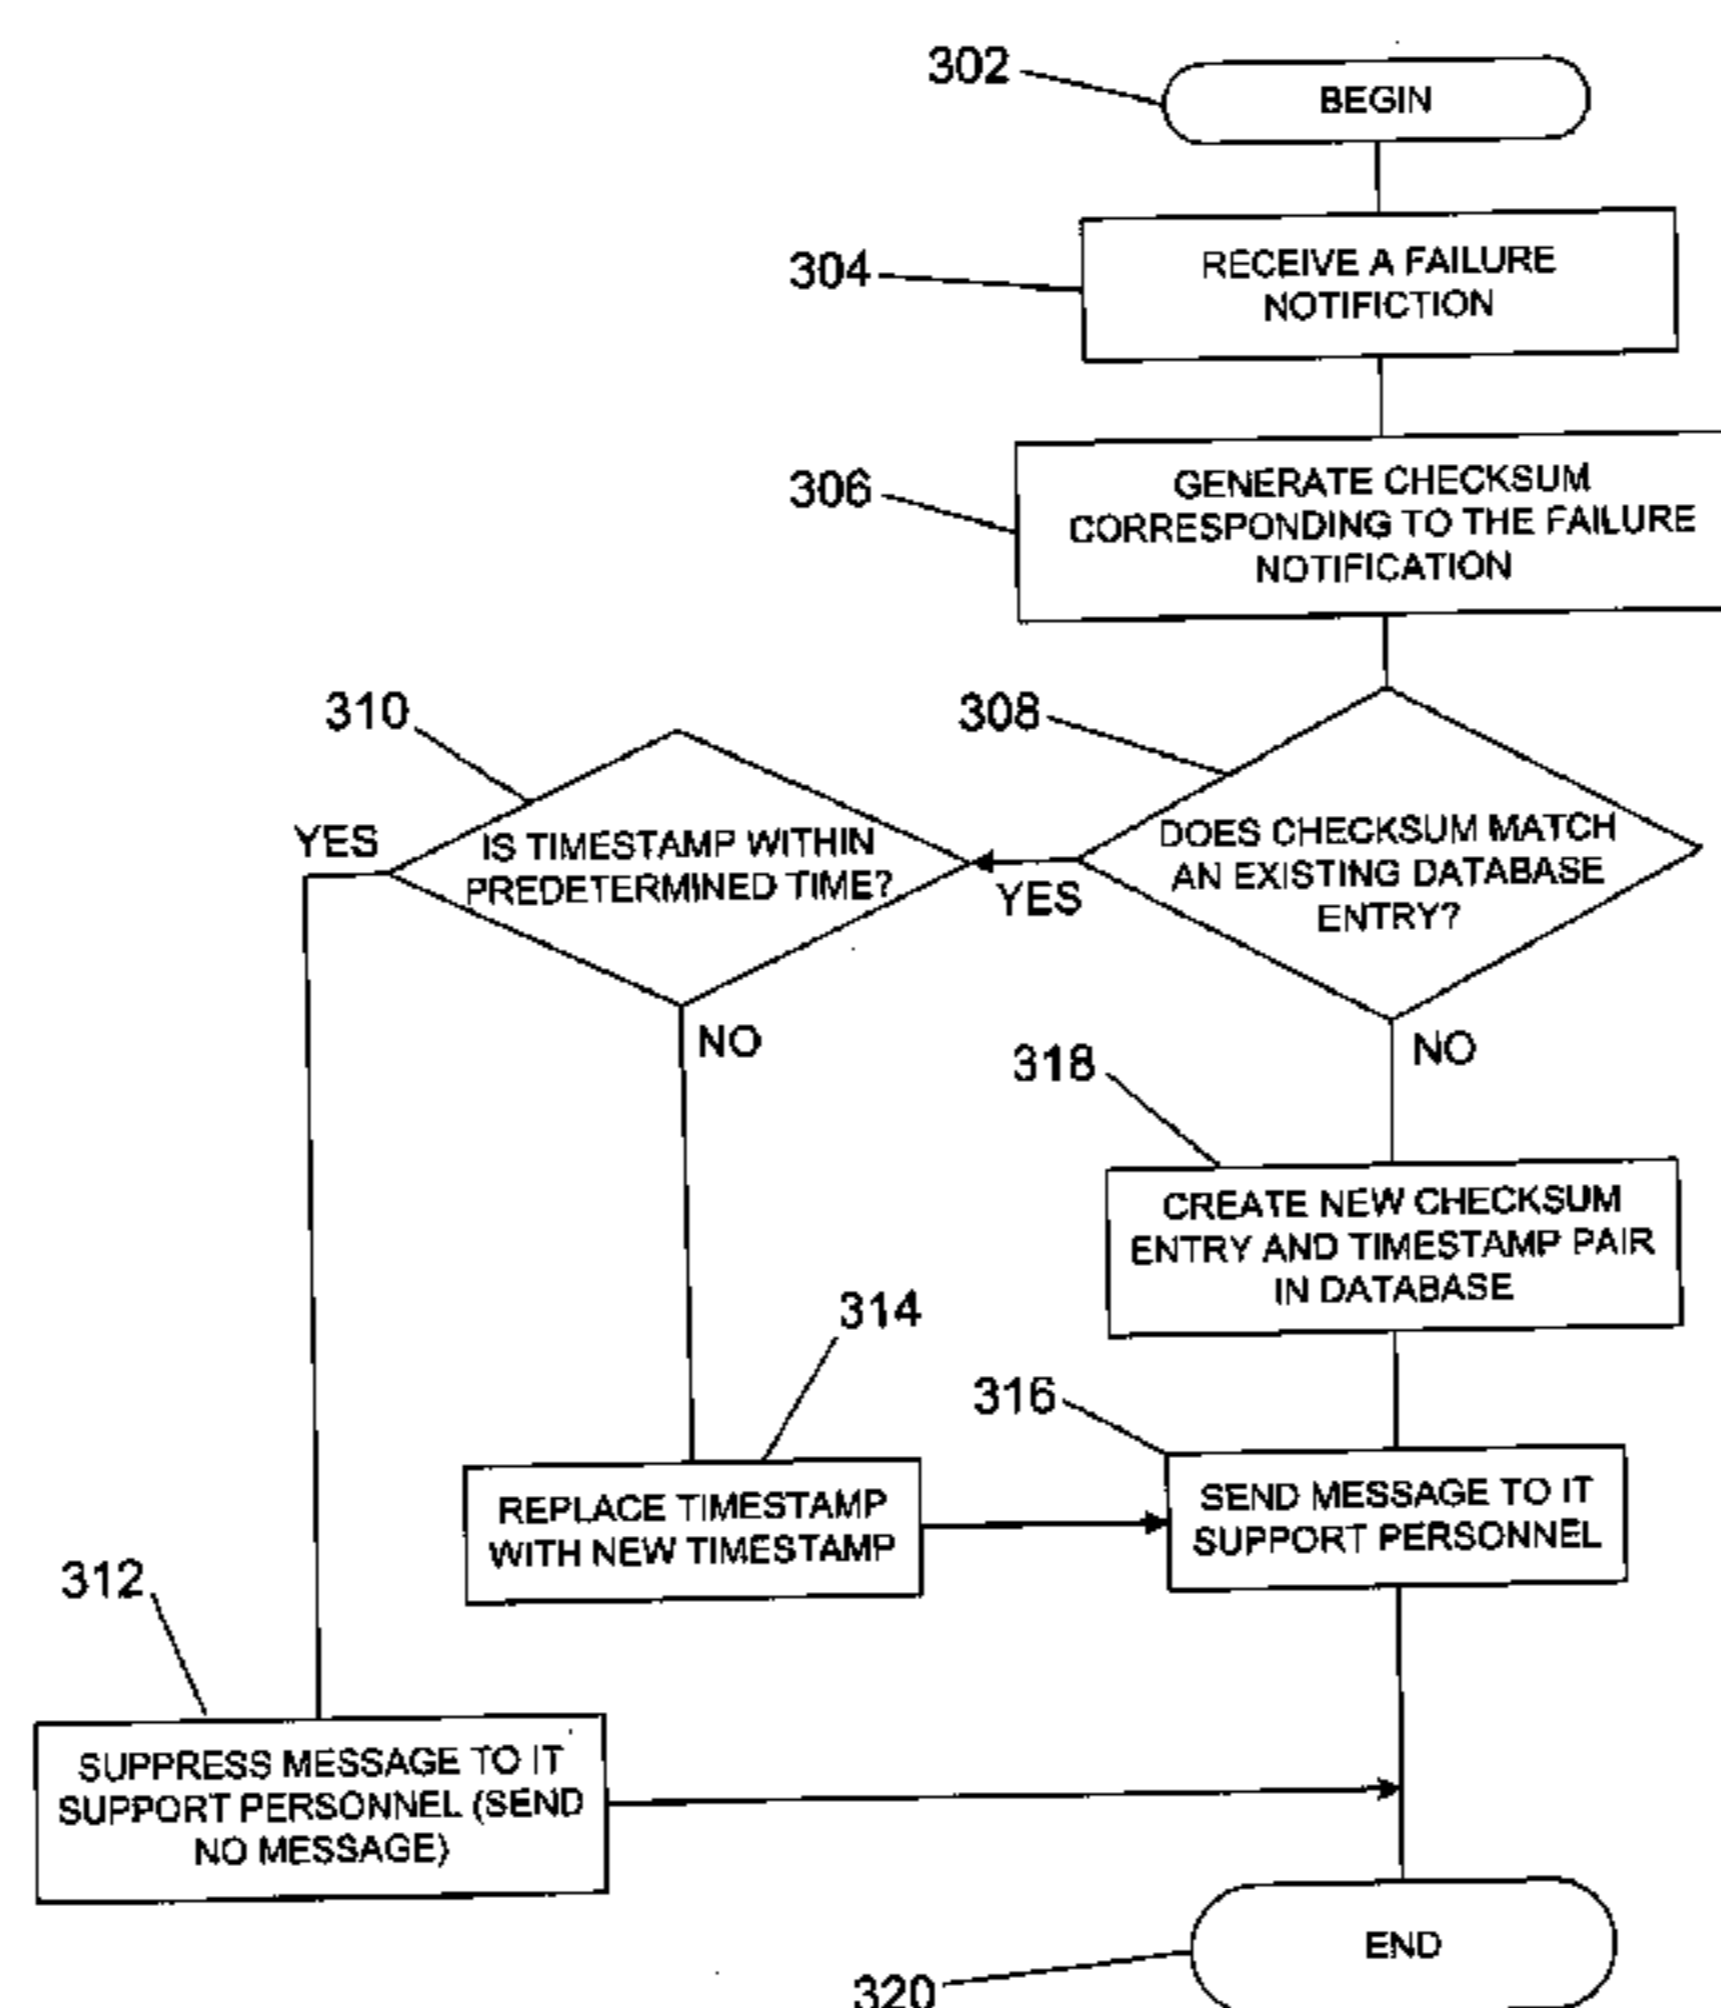 302
BEGIN
304
RECEIVE A FAILURE
NOTIFICTION
306
GENERATE CHECKSUM
CORRESPONDING TO THE FAILURE
NOTIFICATION
310
308
YES
IS TIMESTAMP WITHIN
PREDETERMINED TIME?
YES
DOES CHECKSUM MATCH
AN EXISTING DATABASE
ENTRY?
NO
NO
318
CREATE NEW CHECKSUM
ENTRY AND TIMESTAMP PAIR
IN DATABASE
314
316
REPLACE TIMESTAMP
WITH NEW TIMESTAMP
SEND MESSAGE TO IT
SUPPORT PERSONNEL
312
SUPPRESS MESSAGE TO IT
SUPPORT PERSONNEL (SEND
NO MESSAGE)
END
320